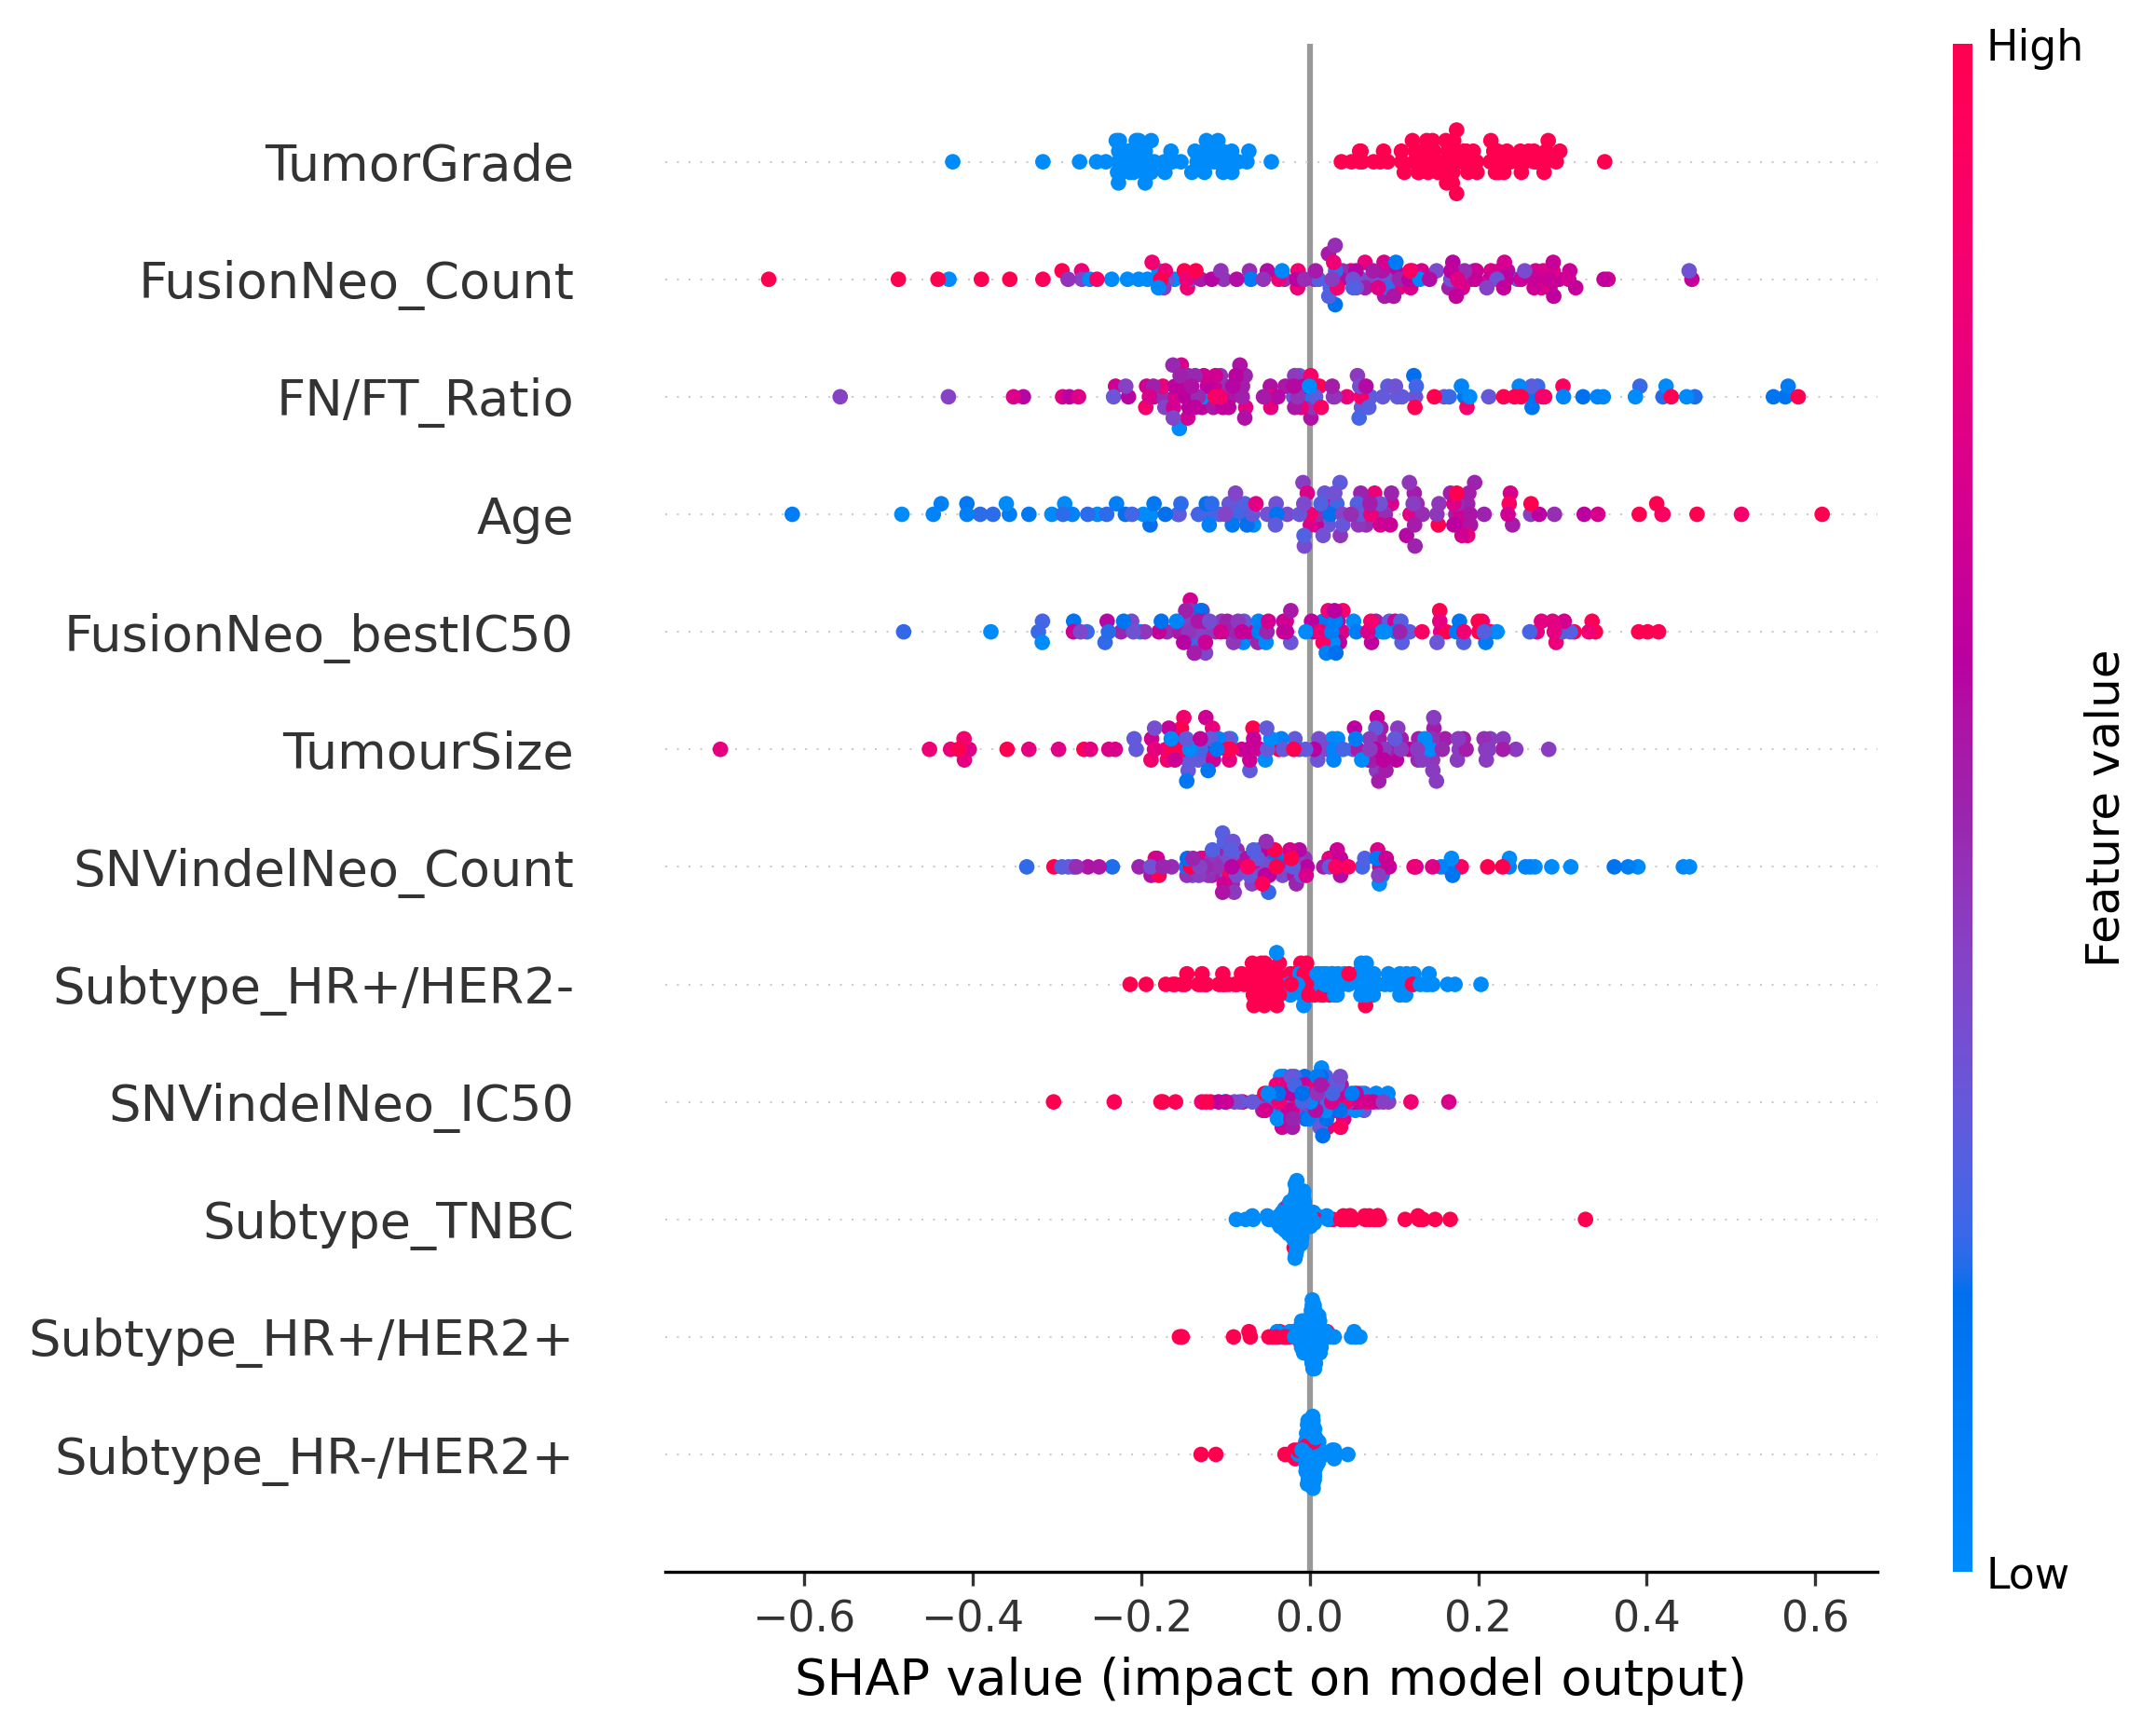 High
TumorGrade
FusionNeo_Count
FN/FT_Ratio
Age
FusionNeo_bestIC50
TumourSize
SNVindelNeo_Count
Subtype_HR+/HER2-
SNVindelNeo_IC50
Subtype_TNBC
Subtype_HR+/HER2+
Subtype_HR-/HER2+
Feature value
Low
−0.6 −0.4 −0.2 0.0 0.2 0.4 0.6
SHAP value (impact on model output)